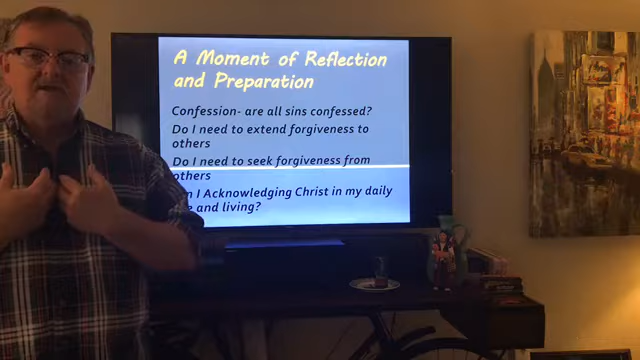 A Moment of Reflection
and Preparation
Confession- are all sins confessed?
Do I need to extend forgiveness to
others
Do I need to seek forgiveness from
others
I Acknowledging Christ in my daily
and living?